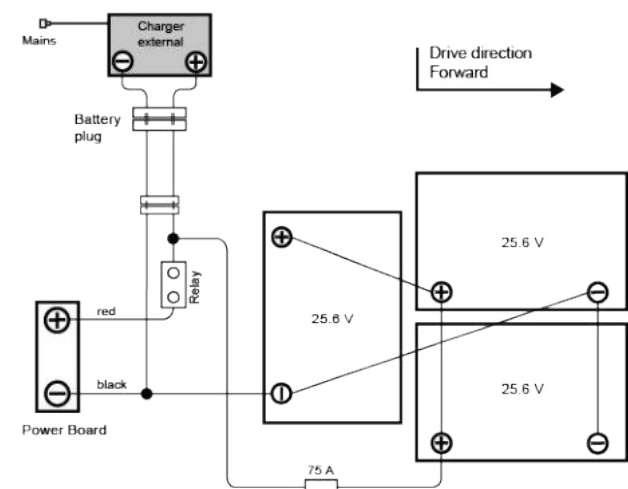 Charger
external
Mains
Drive direction
Forward
Battery
plug
Relay
25.6 V
25.6 V
25.6 V
red
black
Power Board
75 A